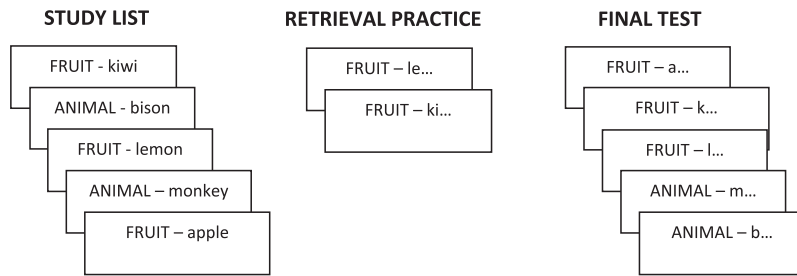 STUDY LIST
FRUIT - kiwi
ANIMAL - bison
FRUIT - lemon
ANIMAL – monkey
FRUIT – apple
RETRIEVAL PRACTICE
FRUIT – le...
FRUIT – ki...
FINAL TEST
FRUIT – a...
FRUIT – k...
FRUIT – l...
ANIMAL – m...
ANIMAL – b...